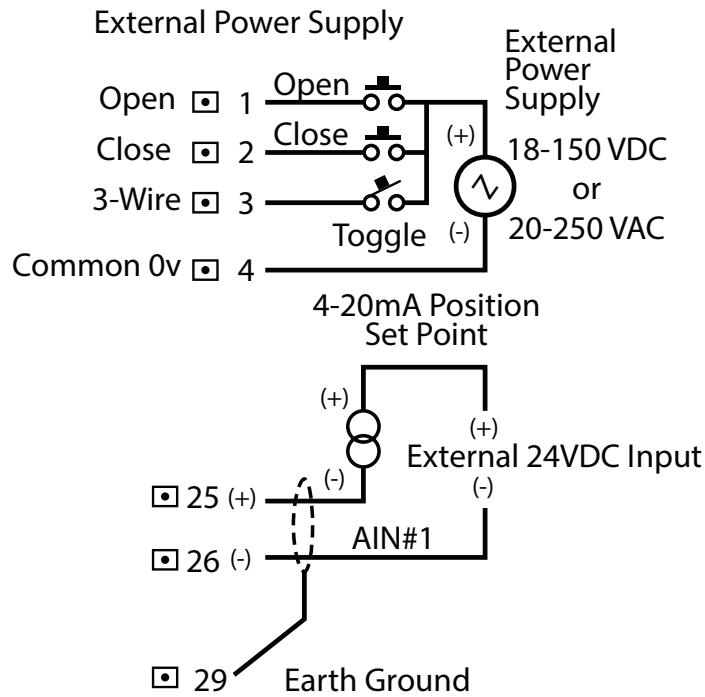 External Power Supply
External
Power
Supply
Open 1 Open
Close 2 Close
(+)
18-150 VDC
or
20-250 VAC
3-Wire 3
Toggle (-)
Common 0v 4
4-20mA Position
Set Point
(+)
(+)
External 24VDC Input
(-)
(-)
25 (+)
AIN#1
26 (-)
29 Earth Ground